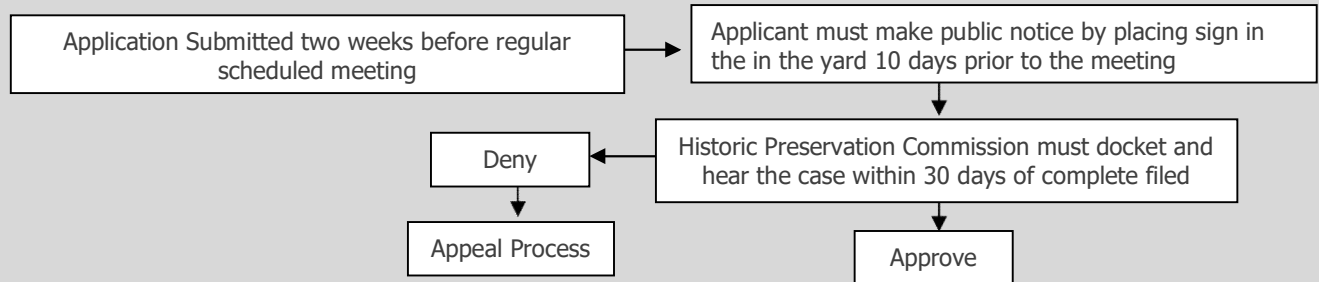 Application Submitted two weeks before regular
scheduled meeting
Applicant must make public notice by placing sign in
the in the yard 10 days prior to the meeting
Historic Preservation Commission must docket and
hear the case within 30 days of complete filed
Deny
Appeal Process
Approve